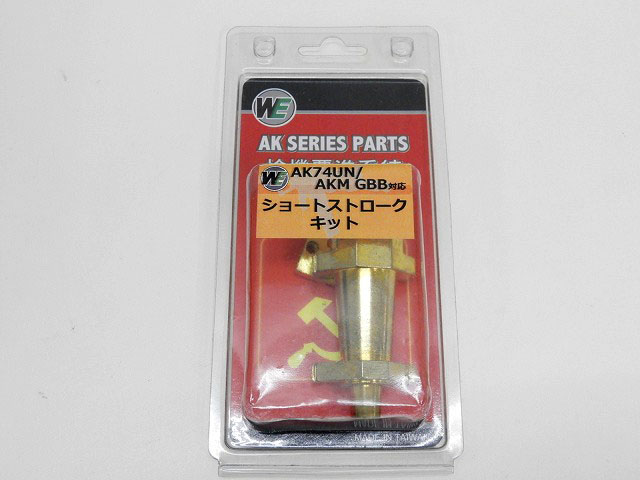 WE
AK SERIES PARTS
WE AK74UN/
AKM GBB対応
ショートストローク
キット
MADE IN TAIWAN